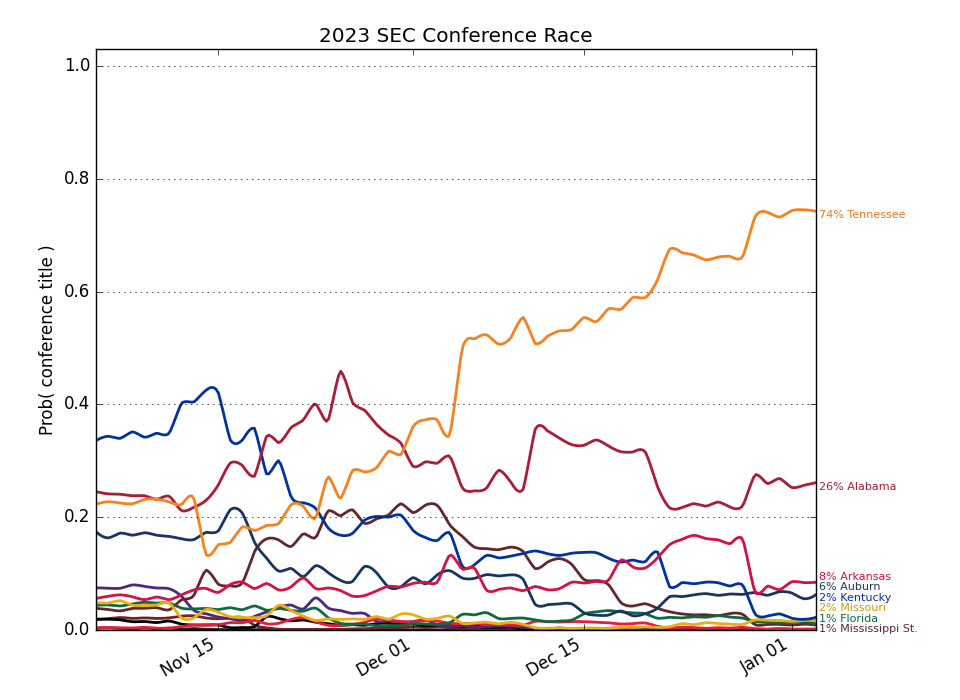 2023 SEC Conference Race
Prob( conference title )
1.0
0.8
0.6
0.4
0.2
0.0
74% Tennessee
26% Alabama
8% Arkansas
6% Auburn
2% Kentucky
2% Missouri
1% Florida
1% Mississippi St.
Nov 15
Dec 01
Dec 15
Jan 01